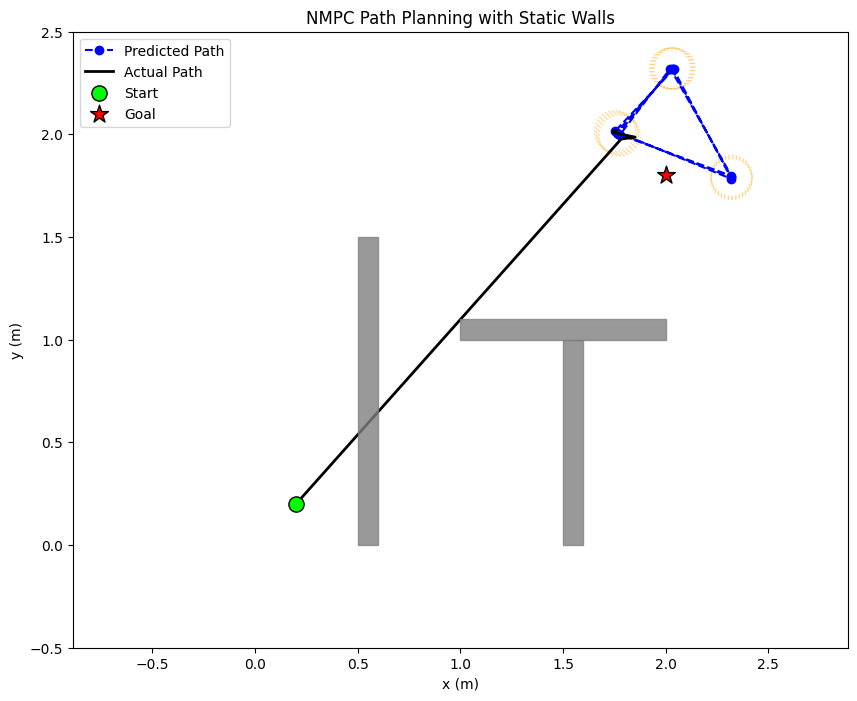 NMPC Path Planning with Static Walls
Predicted Path
Actual Path
Start
Goal
2.5
2.0
1.5
1.0
0.5
0.0
−0.5
y (m)
−0.5
0.0
0.5
1.0
1.5
2.0
2.5
x (m)